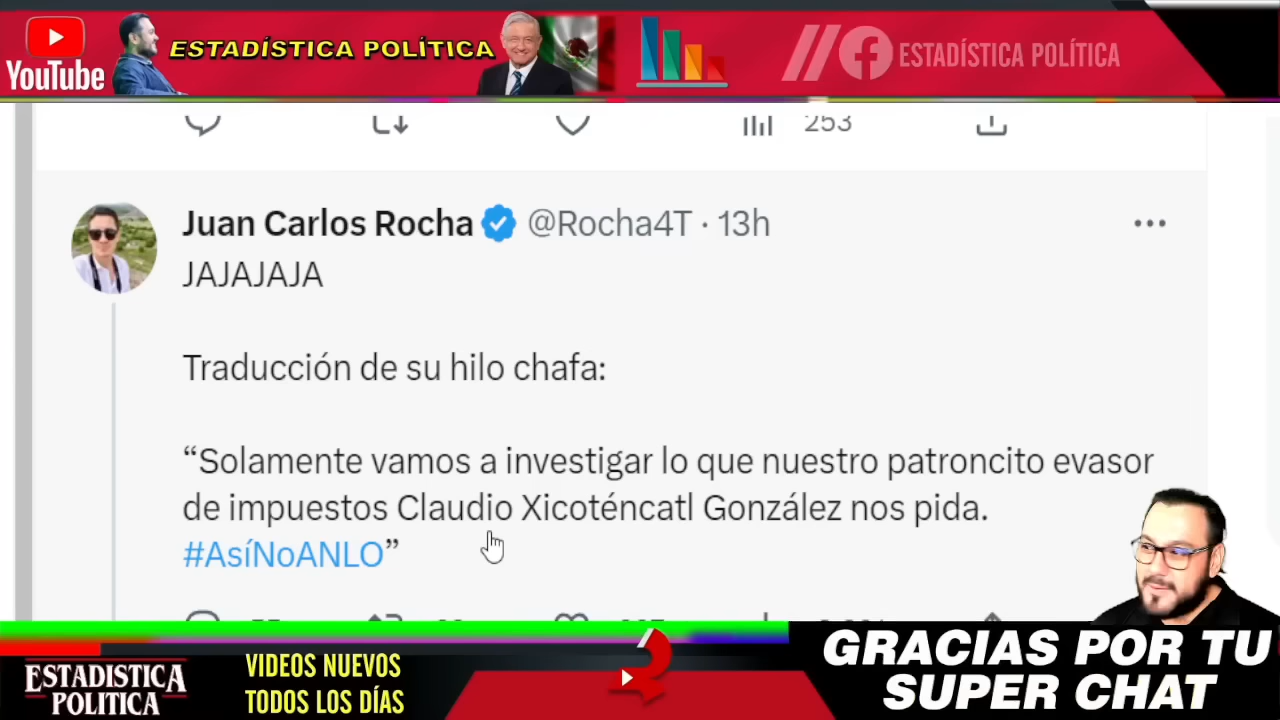 YouTube
ESTADÍSTICA POLÍTICA
ESTADÍSTICA POLÍTICA
253
Juan Carlos Rocha @Rocha4T · 13h
JAJAJAJA
Traducción de su hilo chafa:
“Solamente vamos a investigar lo que nuestro patroncito evasor
de impuestos Claudio Xicoténcatl González nos pida.
#AsíNoANLO”
ESTADISTICA
POLITICA
VIDEOS NUEVOS
TODOS LOS DÍAS
GRACIAS POR TU
SUPER CHAT